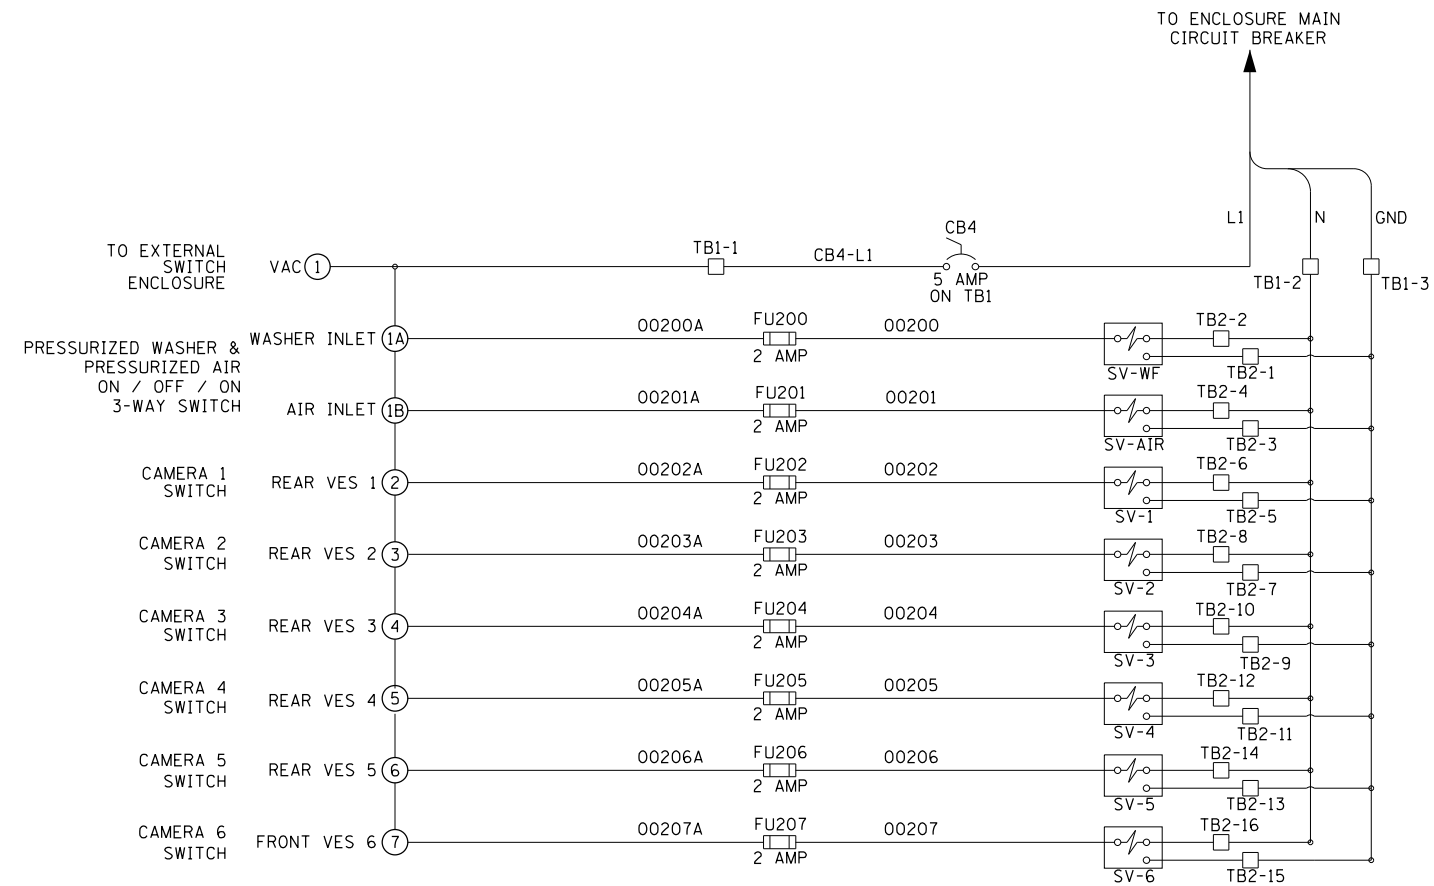 TO ENCLOSURE MAIN
CIRCUIT BREAKER
L1
N
GND
TO EXTERNAL
SWITCH
ENCLOSURE
VAC 1
TB1-1
CB4-L1
CB4
5 AMP
ON TB1
TB1-2
TB1-3
PRESSURIZED WASHER &
PRESSURIZED AIR
ON / OFF / ON
3-WAY SWITCH
WASHER INLET 1A
00200A
FU200
2 AMP
00200
SV-WF
TB2-2
TB2-1
AIR INLET 1B
00201A
FU201
2 AMP
00201
SV-AIR
TB2-4
TB2-3
CAMERA 1
SWITCH
REAR VES 1 2
00202A
FU202
2 AMP
00202
SV-1
TB2-6
TB2-5
CAMERA 2
SWITCH
REAR VES 2 3
00203A
FU203
2 AMP
00203
SV-2
TB2-8
TB2-7
CAMERA 3
SWITCH
REAR VES 3 4
00204A
FU204
2 AMP
00204
SV-3
TB2-10
TB2-9
CAMERA 4
SWITCH
REAR VES 4 5
00205A
FU205
2 AMP
00205
SV-4
TB2-12
TB2-11
CAMERA 5
SWITCH
REAR VES 5 6
00206A
FU206
2 AMP
00206
SV-5
TB2-14
TB2-13
CAMERA 6
SWITCH
FRONT VES 6 7
00207A
FU207
2 AMP
00207
SV-6
TB2-16
TB2-15